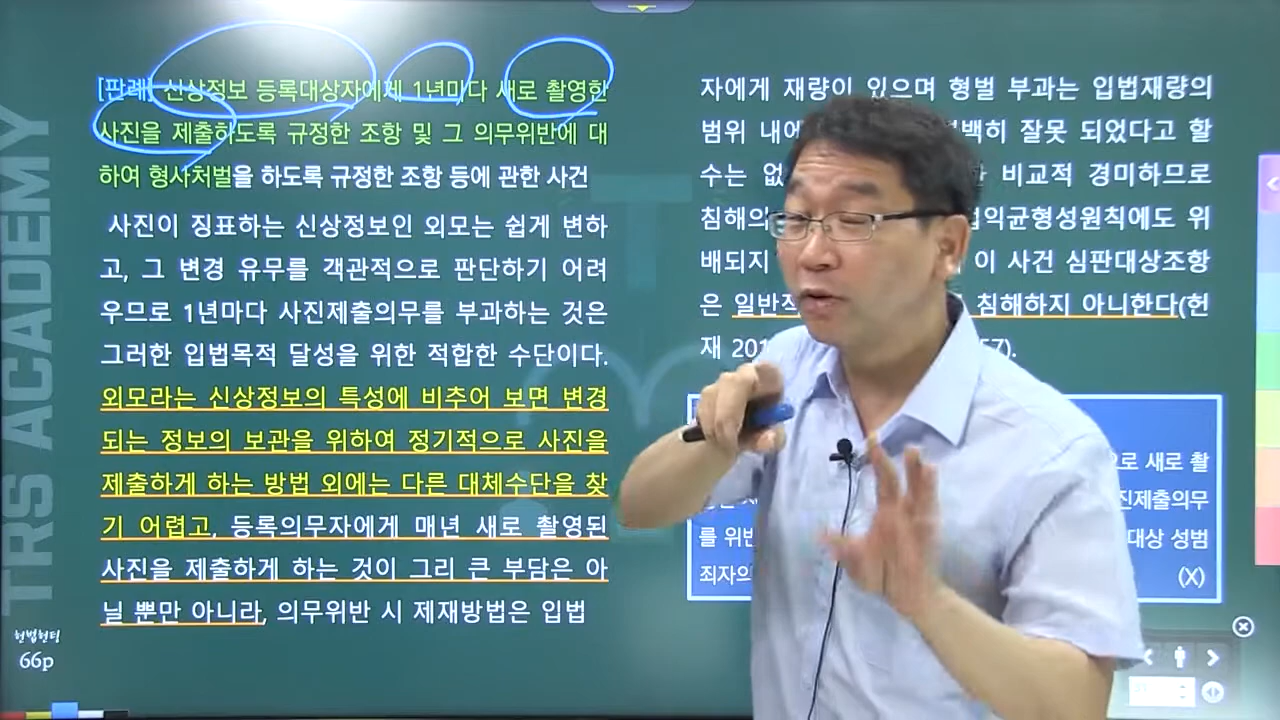 [판례] 신상정보 등록대상자에게 1년마다 새로 촬영한
사진을 제출하도록 규정한 조항 및 그 의무위반에 대
하여 형사처벌을 하도록 규정한 조항 등에 관한 사건
사진이 징표하는 신상정보인 외모는 쉽게 변하
고, 그 변경 유무를 객관적으로 판단하기 어려
우므로 1년마다 사진제출의무를 부과하는 것은
그러한 입법목적 달성을 위한 적합한 수단이다.
외모라는 신상정보의 특성에 비추어 보면 변경
되는 정보의 보관을 위하여 정기적으로 사진을
제출하게 하는 방법 외에는 다른 대체수단을 찾
기 어렵고, 등록의무자에게 매년 새로 촬영된
사진을 제출하게 하는 것이 그리 큰 부담은 아
닐 뿐만 아니라, 의무위반 시 제재방법은 입법
자에게 재량이 있으며 형벌 부과는 입법재량의
범위 내에 명백히 잘못 되었다고 할
수는 없 비교적 경미하므로
침해의 법익균형성원칙에도 위
배되지 이 사건 심판대상조항
은 일반적 침해하지 아니한다(헌
재 201 57).
로 새로 촬
진제출의무
를 위반 대상 성범
죄자의 (X)
TRS ACADEMY
헌법헌팅
66p